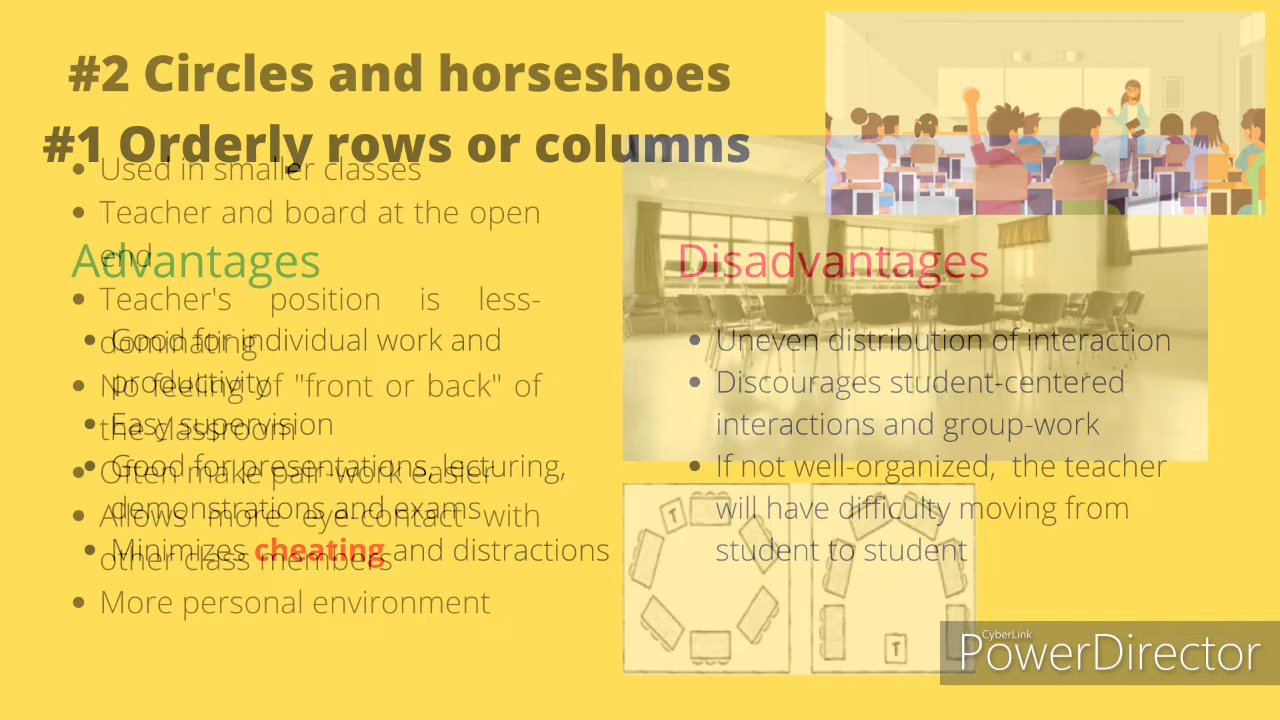 #2 Circles and horseshoes
#1 Orderly rows or columns
Used in smaller classes
Teacher and board at the open
end
Teacher's position is less-
dominating
No feeling of "front or back" of
the classroom
Often make pair-work easier
Allows more eye-contact with
other class members
More personal environment
Advantages
Good for individual work and
productivity
Easy supervision
Good for presentations, lecturing,
demonstrations and exams
Minimizes cheating and distractions
Disadvantages
Uneven distribution of interaction
Discourages student-centered
interactions and group-work
If not well-organized, the teacher
will have difficulty moving from
student to student
T
T
CyberLink
PowerDirector